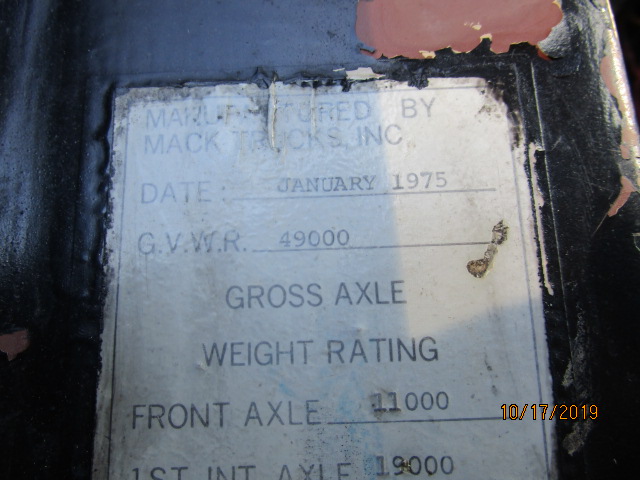 MANUFACTURED BY
MACK TRUCKS, INC
DATE: JANUARY 1975
G.V.W.R. 49000
GROSS AXLE
WEIGHT RATING
FRONT AXLE 11000
10/17/2019
1ST INT AXLE 19000